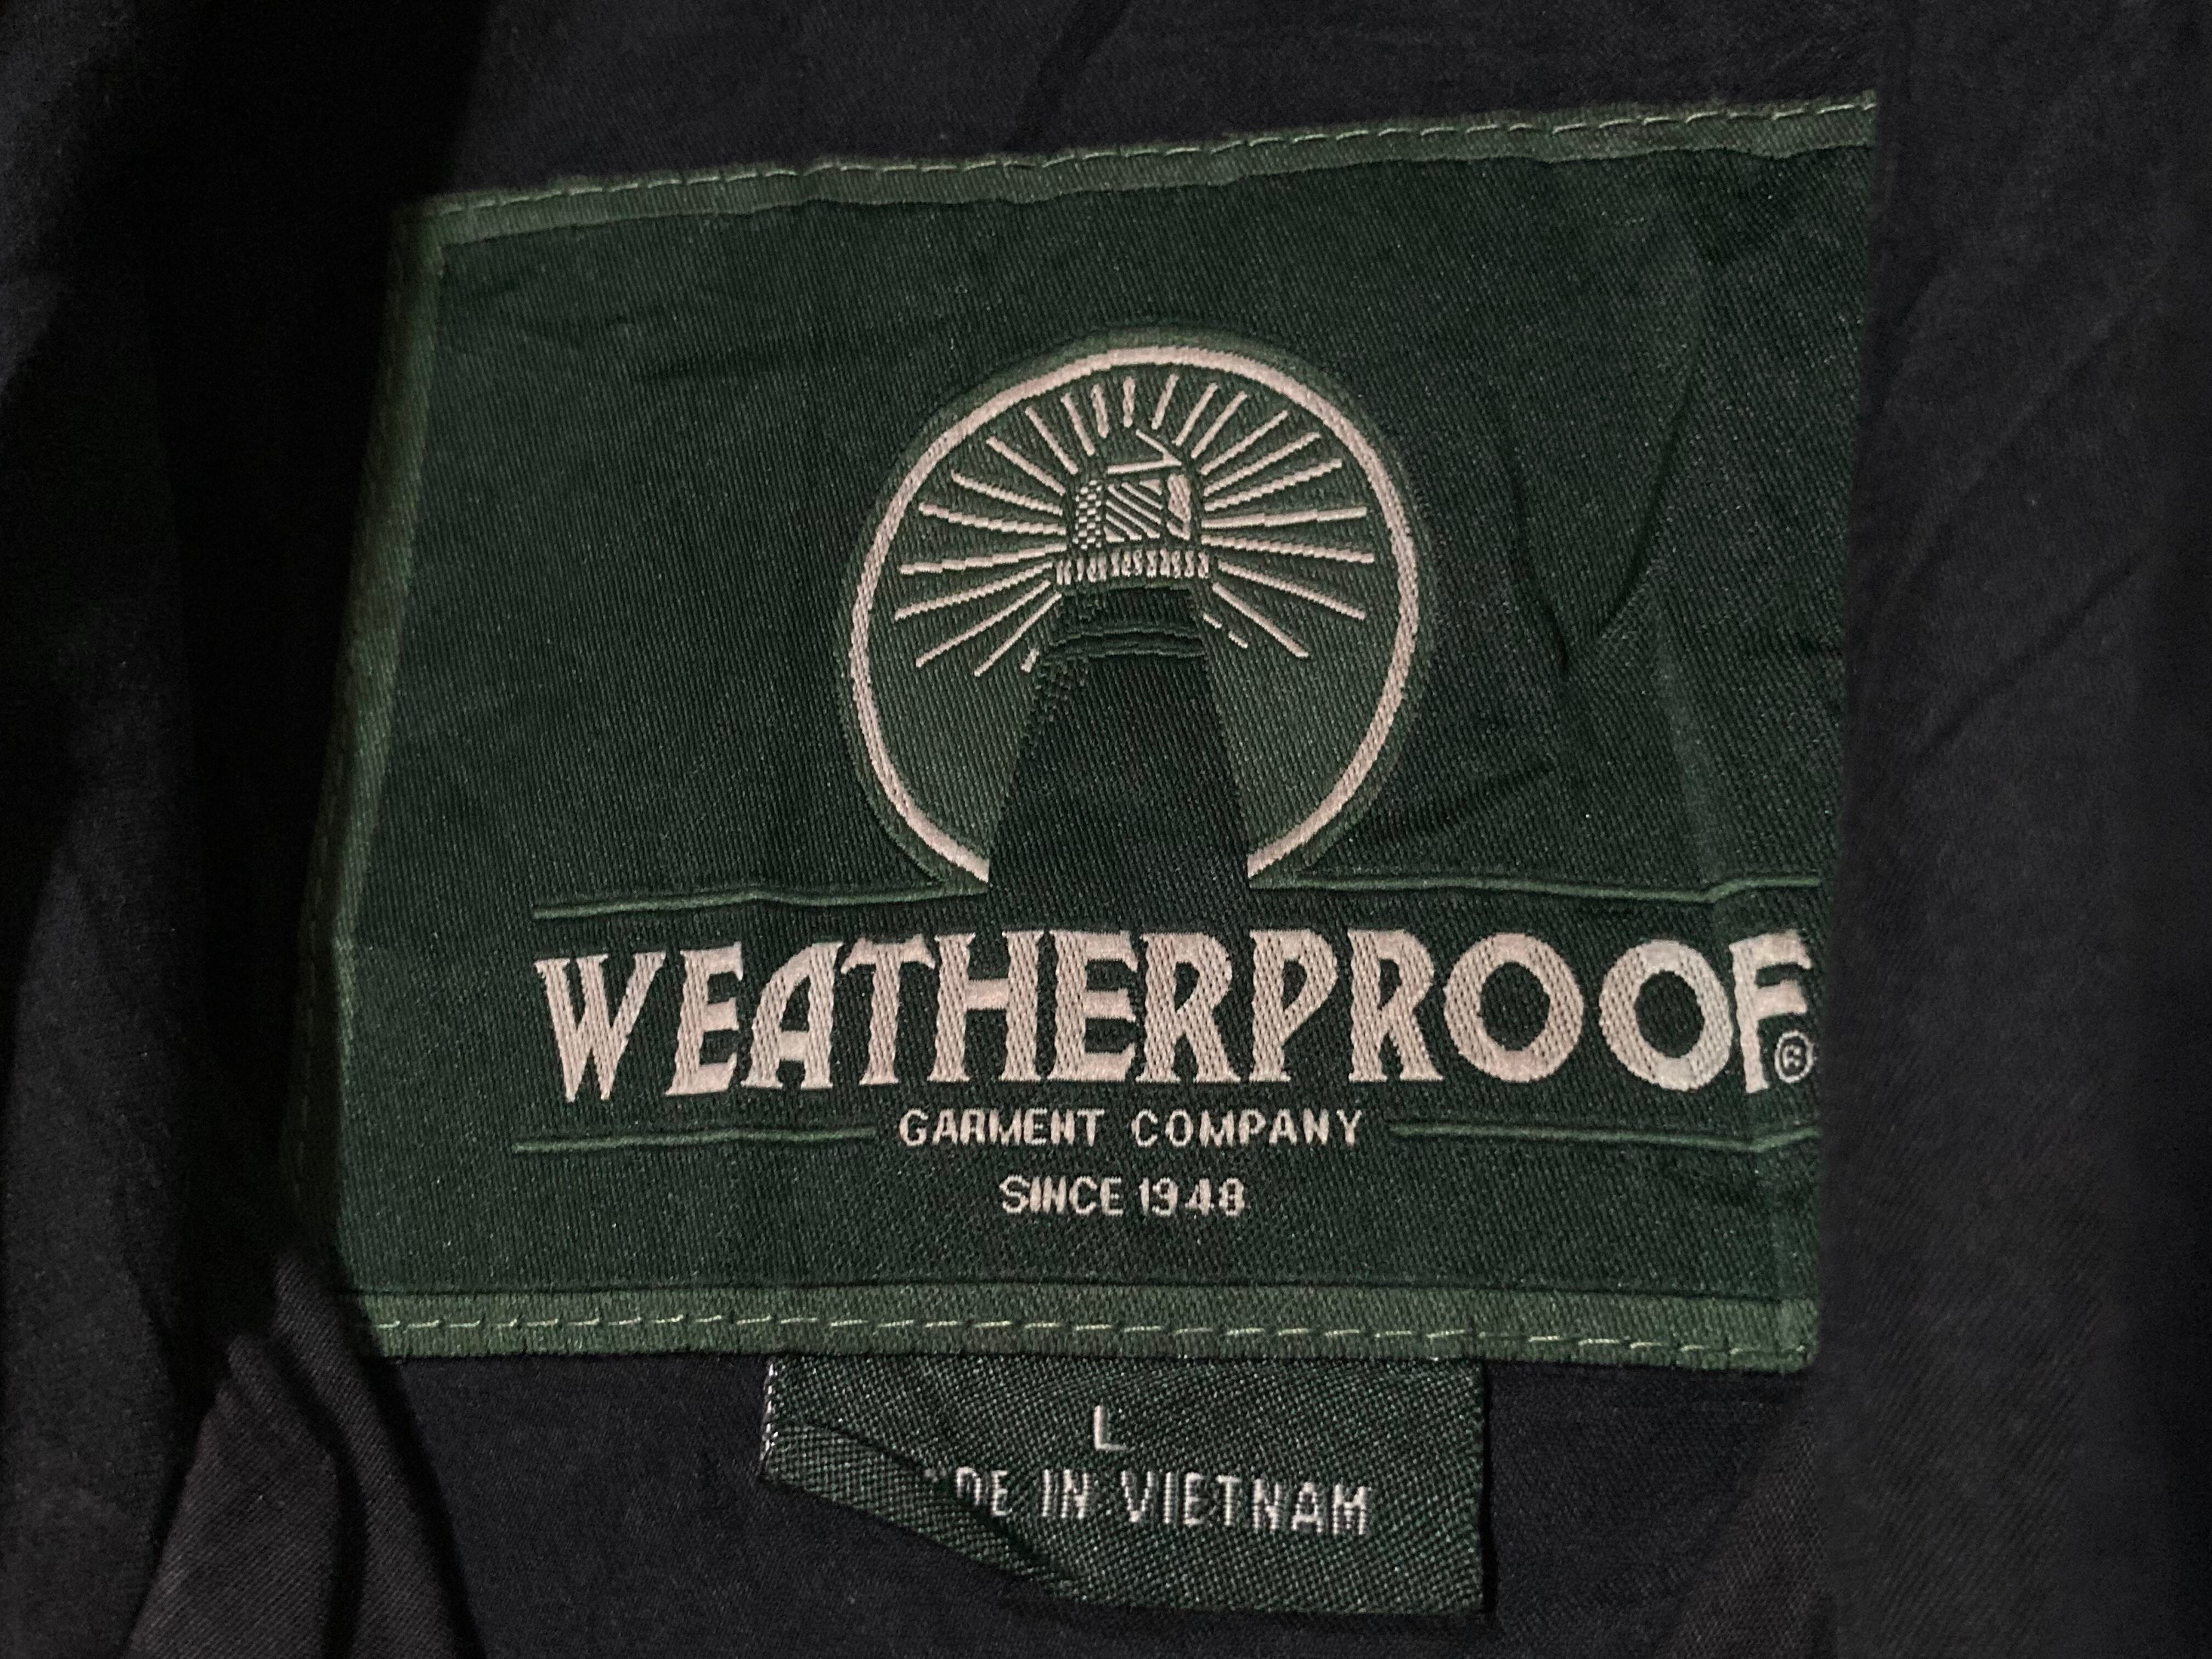 WEATHERPROOF®
GARMENT COMPANY
SINCE 1948
L
DE IN VIETNAM